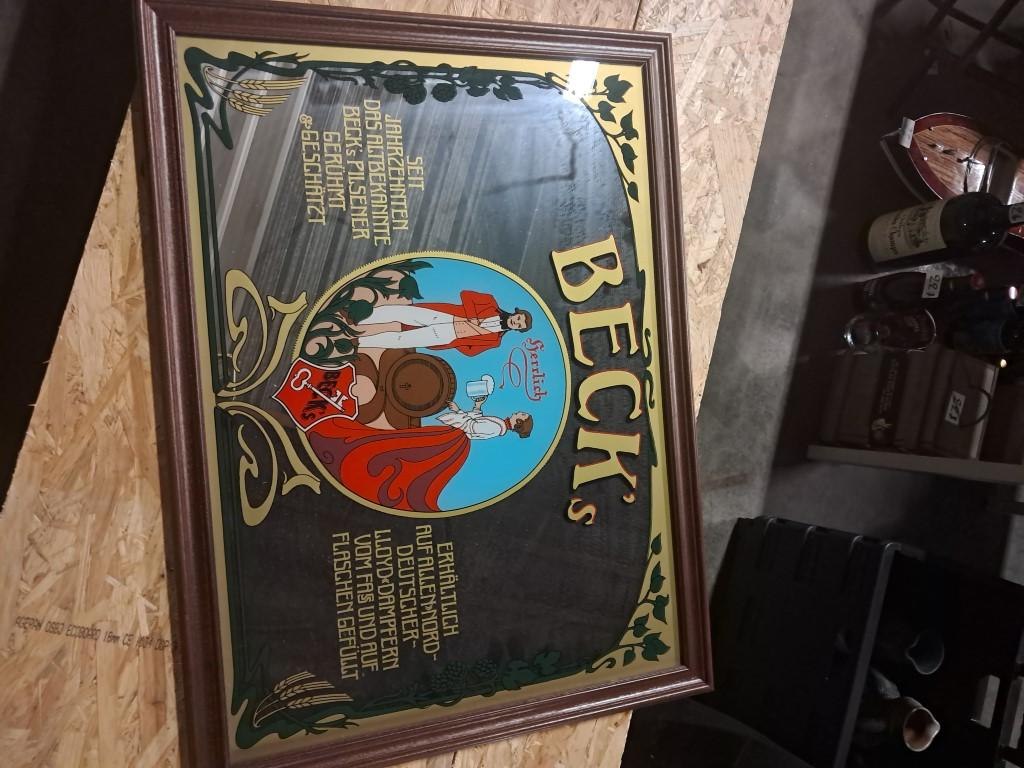 BECK's
SEIT
JAHRZEHNTEN
DAS ALTBEKANNTE
BECKs PILSENER
GERÜHMT
& GESCHÄTZT
Herrlich
BECK's
ERHÄLTLICH
AUF ALLEN NORD-
DEUTSCHER-
LLOYD-DAMPFERN
VOM FAß UND AUF
FLASCHEN GEFÜLLT